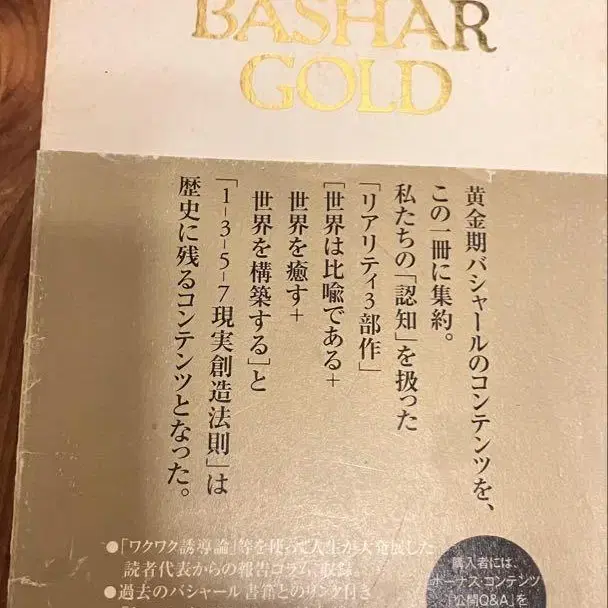 BASHAR
GOLD
黄金期バシャールのコンテンツを、
この一冊に集約。
私たちの「認知」を扱った
「リアリティ3部作」
［世界は比喩である＋
世界を癒す＋
世界を構築する］と
「1-3-5-7現実創造法則」は
歴史に残るコンテンツとなった。
●「ワクワク誘導論」等を使って人生が大発展した
読者代表からの報告コラム、収録。
●過去のバシャール書籍とのリンク付き
購入者には、
ボーナス・コンテンツ
「公開Q&A」を